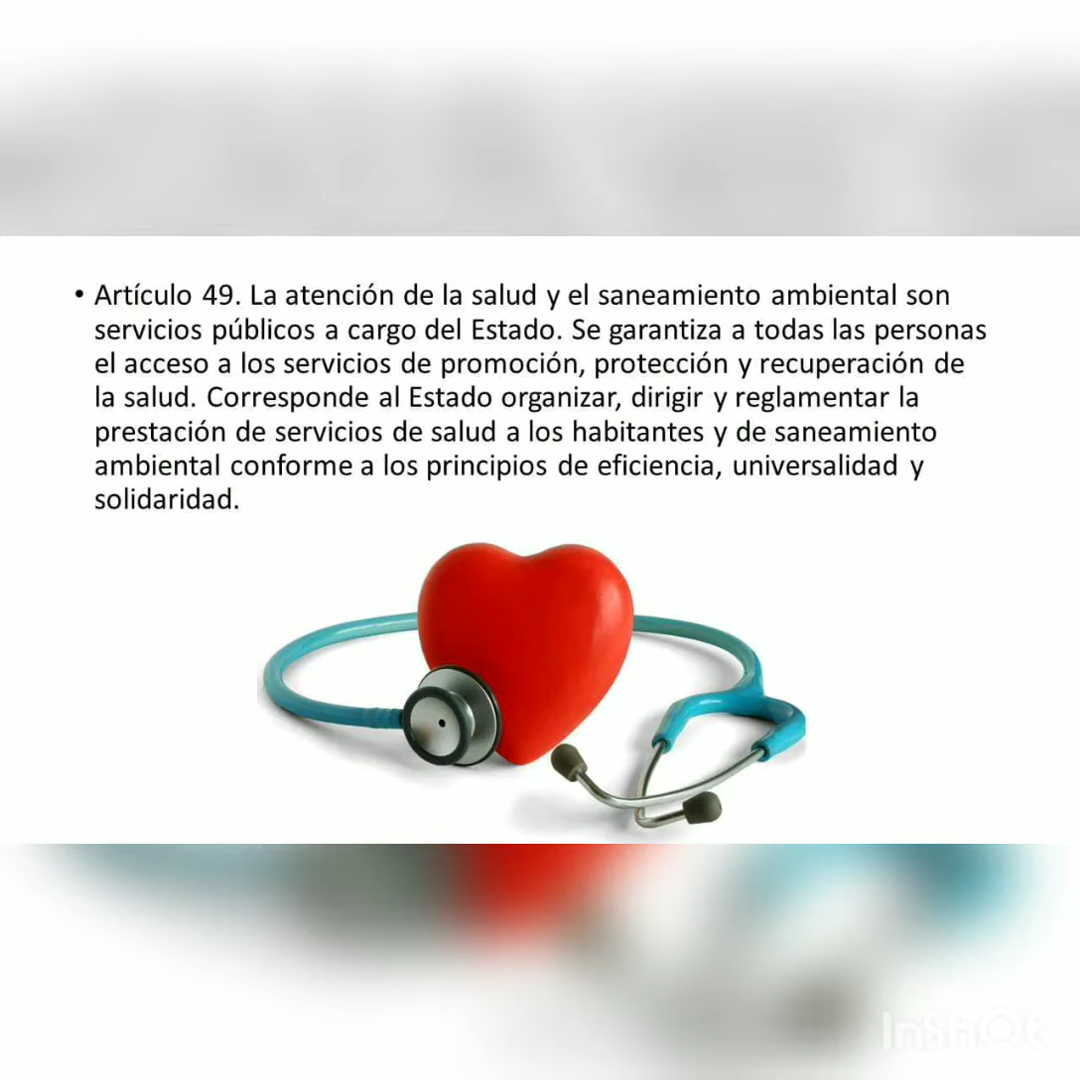 • Artículo 49. La atención de la salud y el saneamiento ambiental son
servicios públicos a cargo del Estado. Se garantiza a todas las personas
el acceso a los servicios de promoción, protección y recuperación de
la salud. Corresponde al Estado organizar, dirigir y reglamentar la
prestación de servicios de salud a los habitantes y de saneamiento
ambiental conforme a los principios de eficiencia, universalidad y
solidaridad.
InShOt